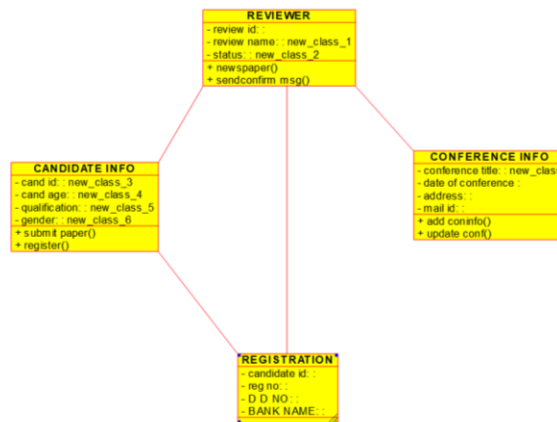 REVIEWER
- review id: :
- review name: : new_class_1
- status: : new_class_2
+ newspaper()
+ sendconfirm msg()
CANDIDATE INFO
- cand id: : new_class_3
- cand age: : new_class_4
- qualification: : new_class_5
- gender: : new_class_6
+ submit paper()
+ register()
CONFERENCE INFO
- conference title: : new_clas
- date of conference :
- address: :
- mail id: :
+ add coninfo()
+ update conf()
REGISTRATION
- candidate id: :
- reg no: :
- D D NO: :
- BANK NAME: :